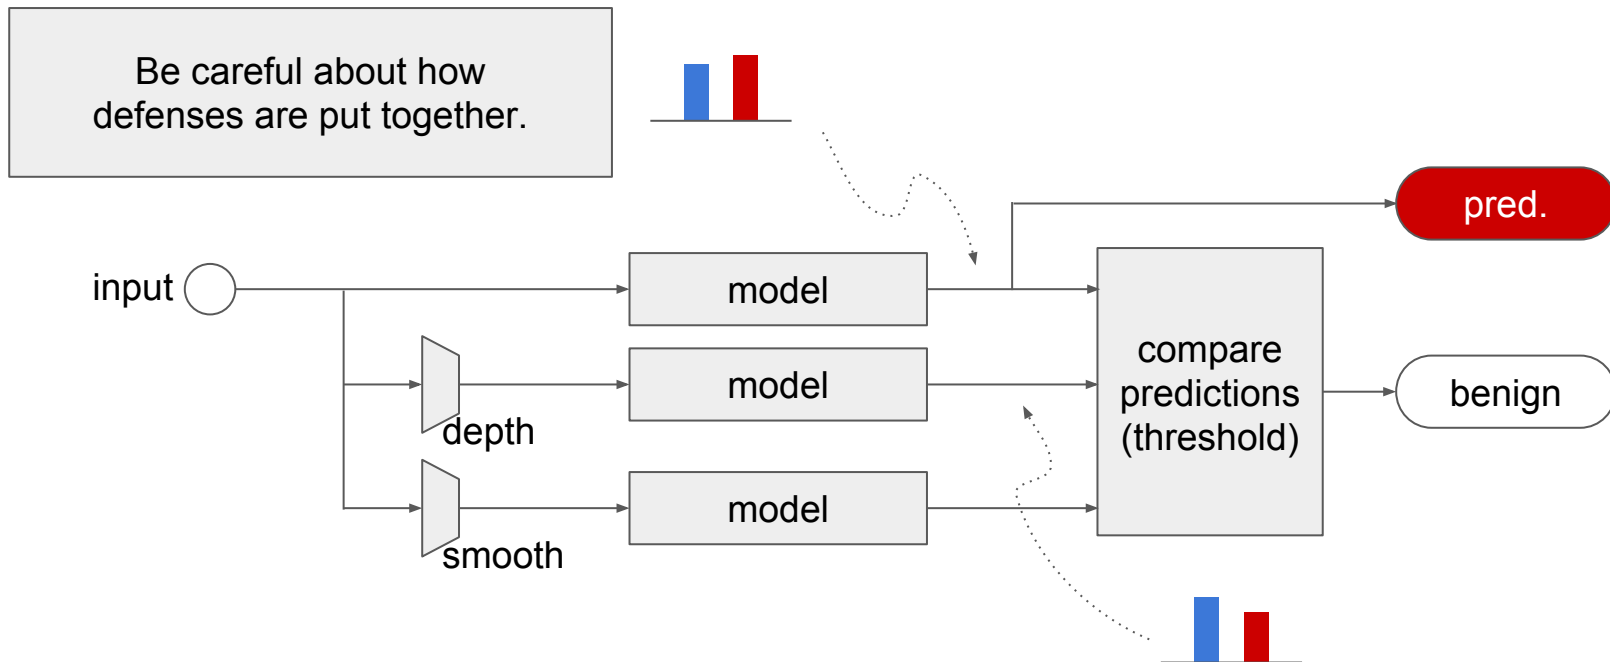 Be careful about how
defenses are put together.
pred.
input
model
model
depth
compare
predictions
(threshold)
benign
model
smooth